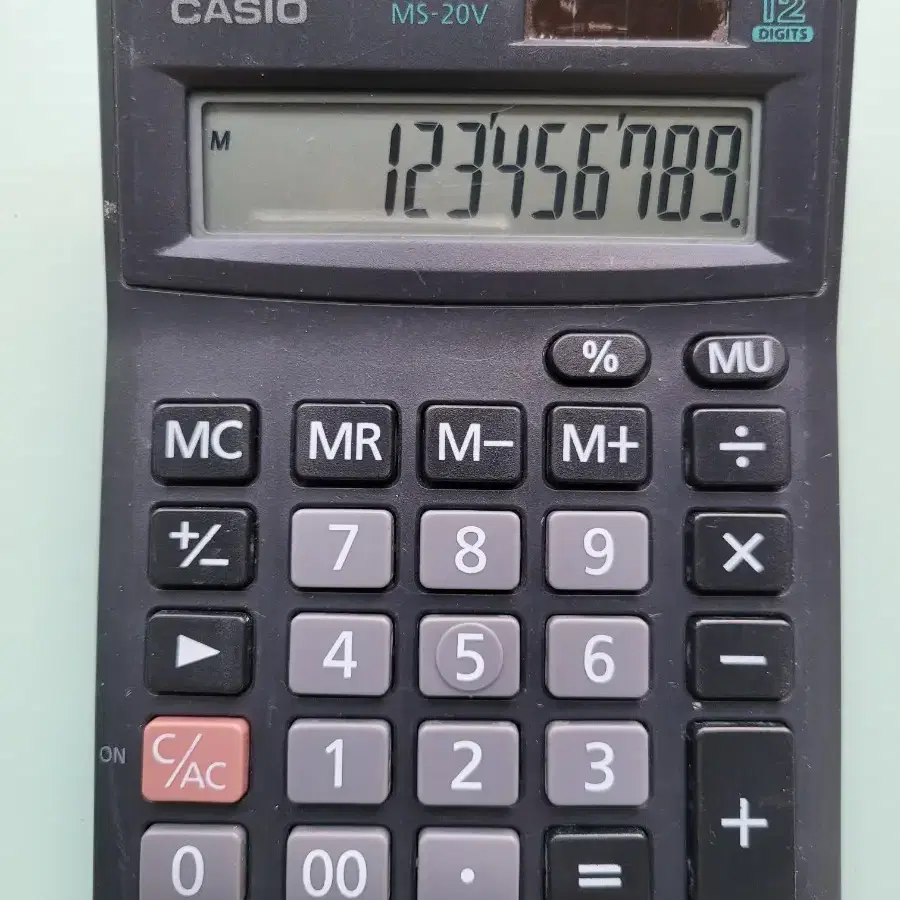 CASIO MS-20V 12
DIGITS
M 123'456'789.
% MU
MC MR M− M+ ÷
+/− 7 8 9 ×
▶ 4 5 6 −
ON C/AC 1 2 3 +
0 00 · =